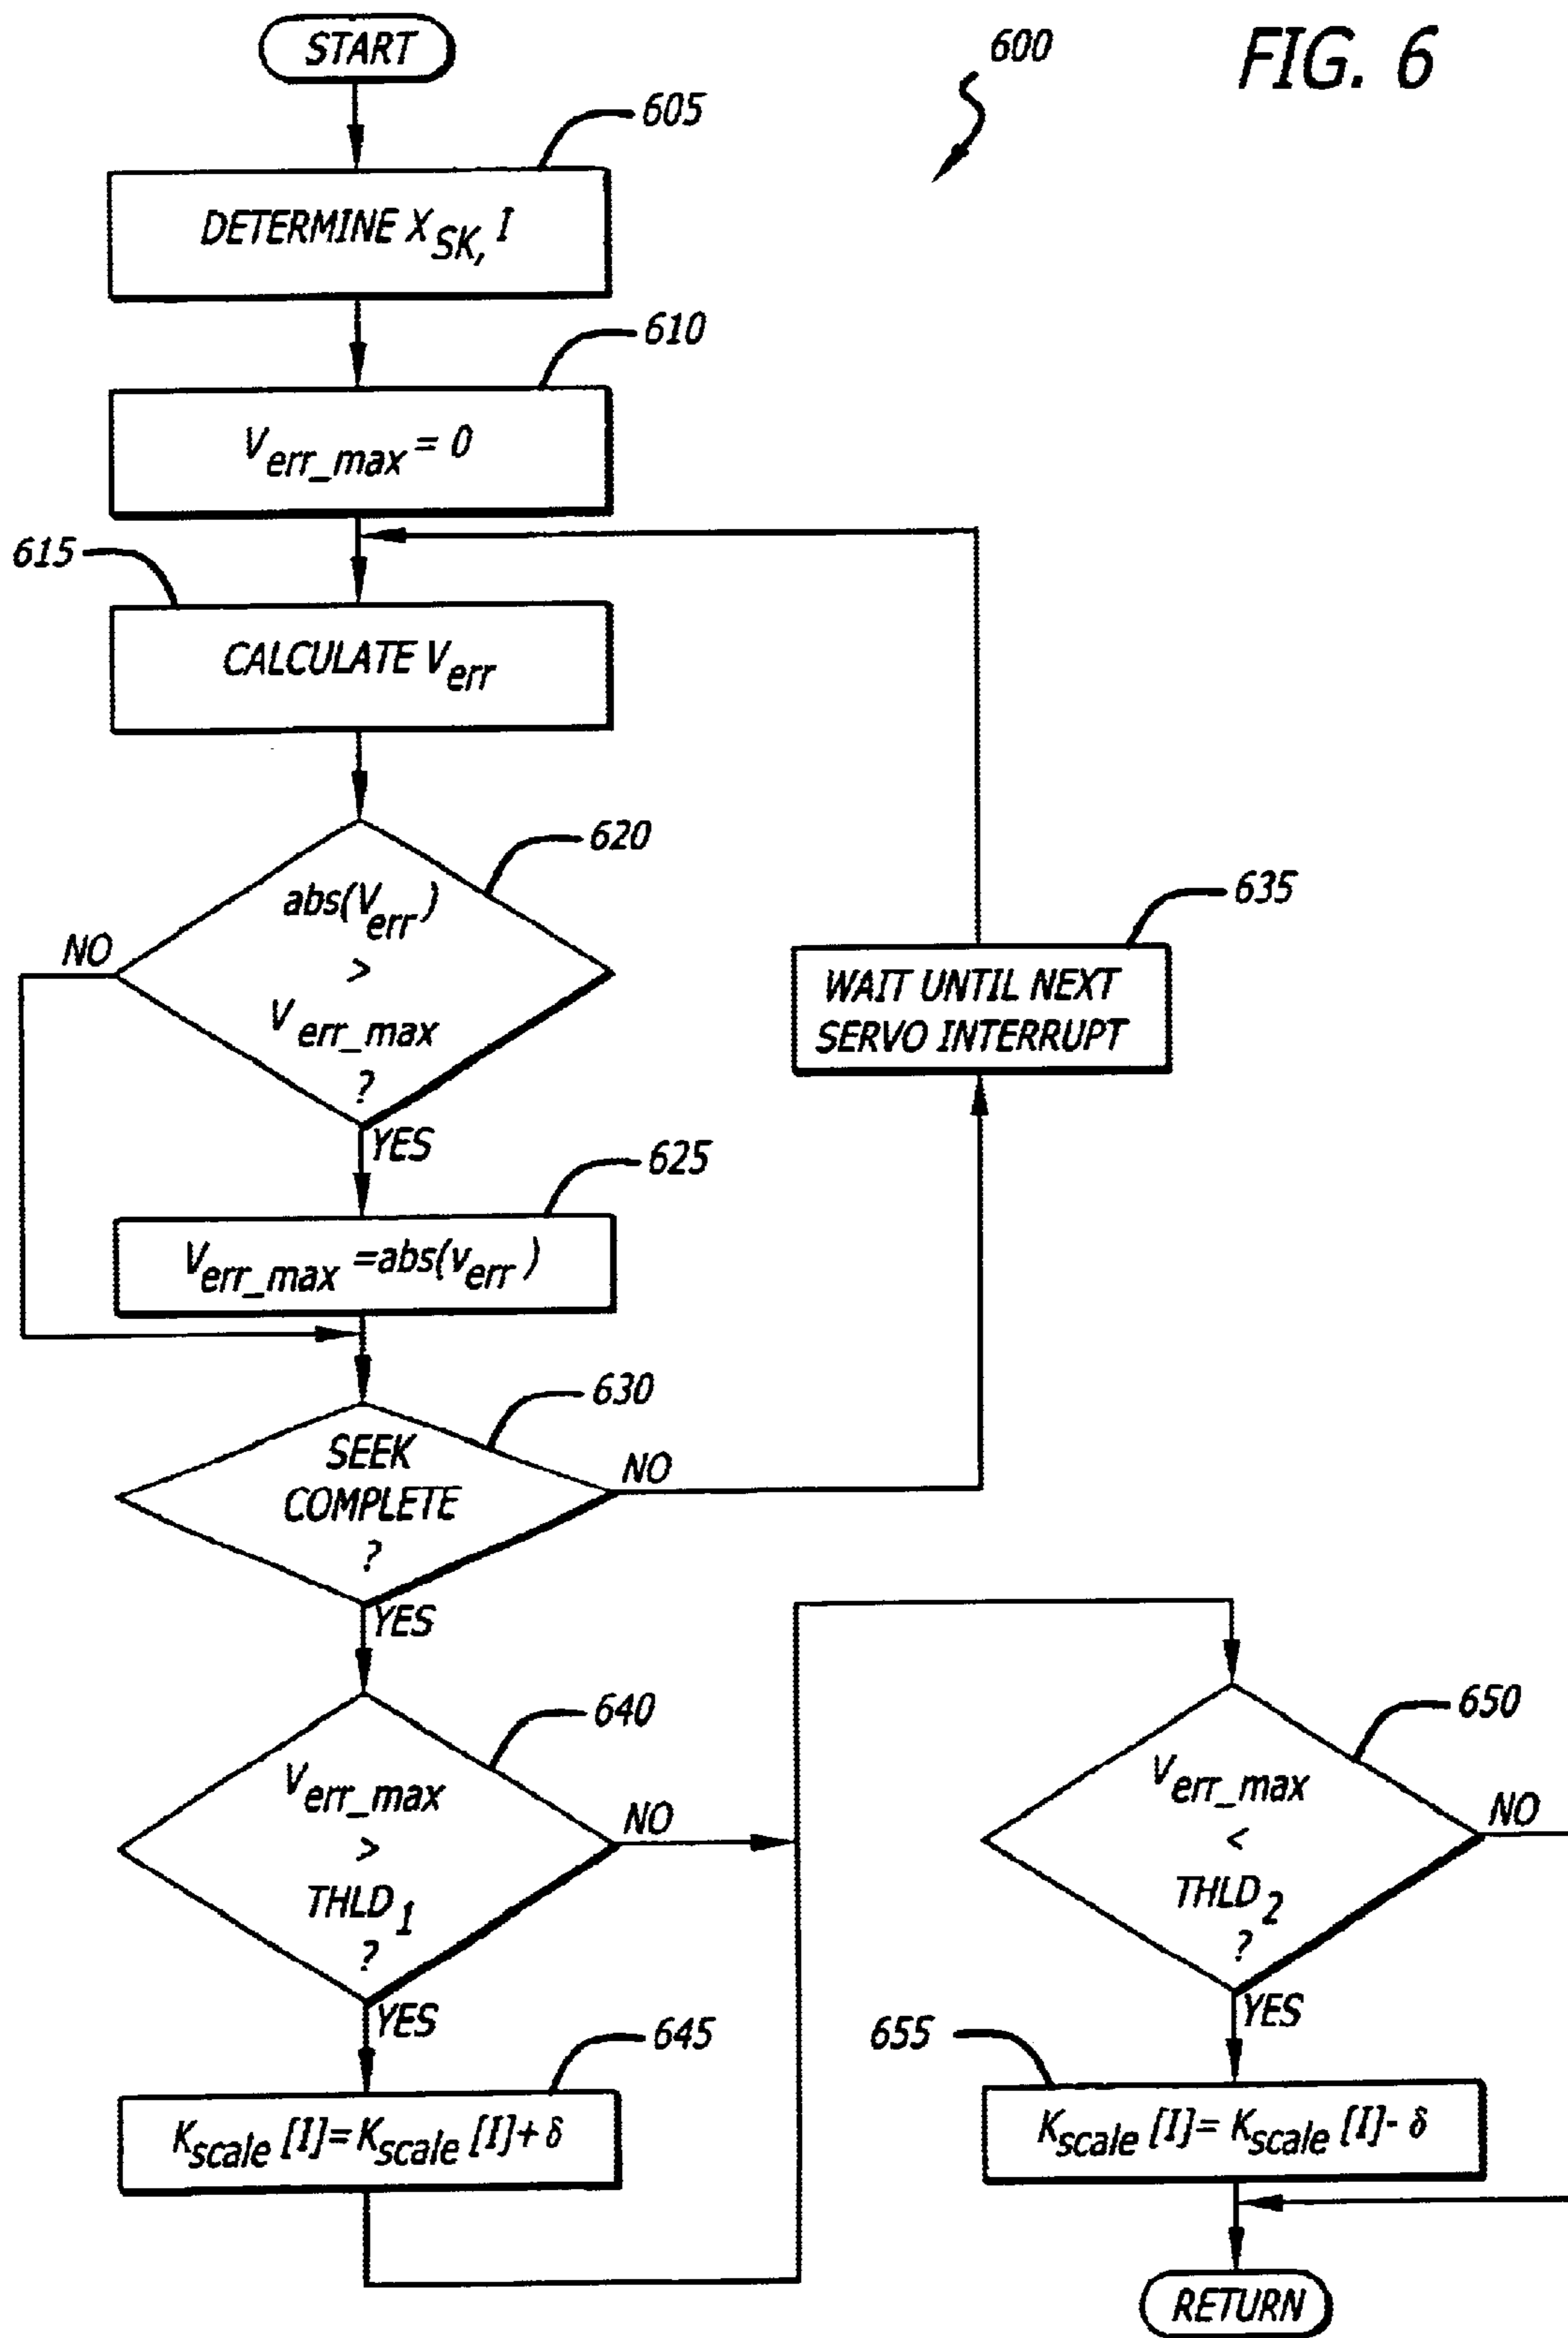 FIG. 6
600
START
605
DETERMINE X_SK, I
610
V_err_max = 0
615
CALCULATE V_err
620
abs(V_err)
>
V_err_max
?
NO
YES
625
V_err_max =abs(v_err)
630
SEEK
COMPLETE
?
NO
YES
635
WAIT UNTIL NEXT
SERVO INTERRUPT
640
V_err_max
>
THLD_1
?
NO
YES
645
K_scale [I]=K_scale [I]+ δ
650
V_err_max
<
THLD_2
?
NO
YES
655
K_scale [I]= K_scale [I]- δ
RETURN